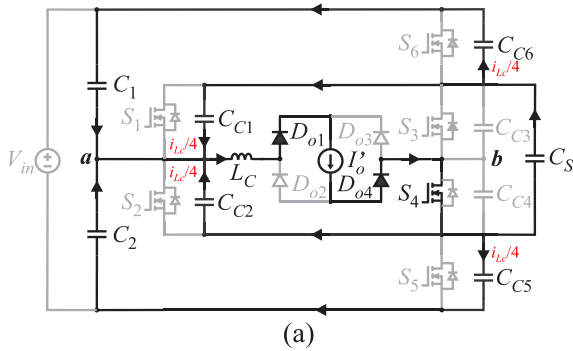 S6
CC6
iLc/4
C1
S1
iLc/4
CC1
Do1
Do3
S3
CC3
Vin
a
LC
I'o
b
CS
iLc/4
S2
CC2
Do2
Do4
S4
CC4
C2
iLc/4
S5
CC5
(a)